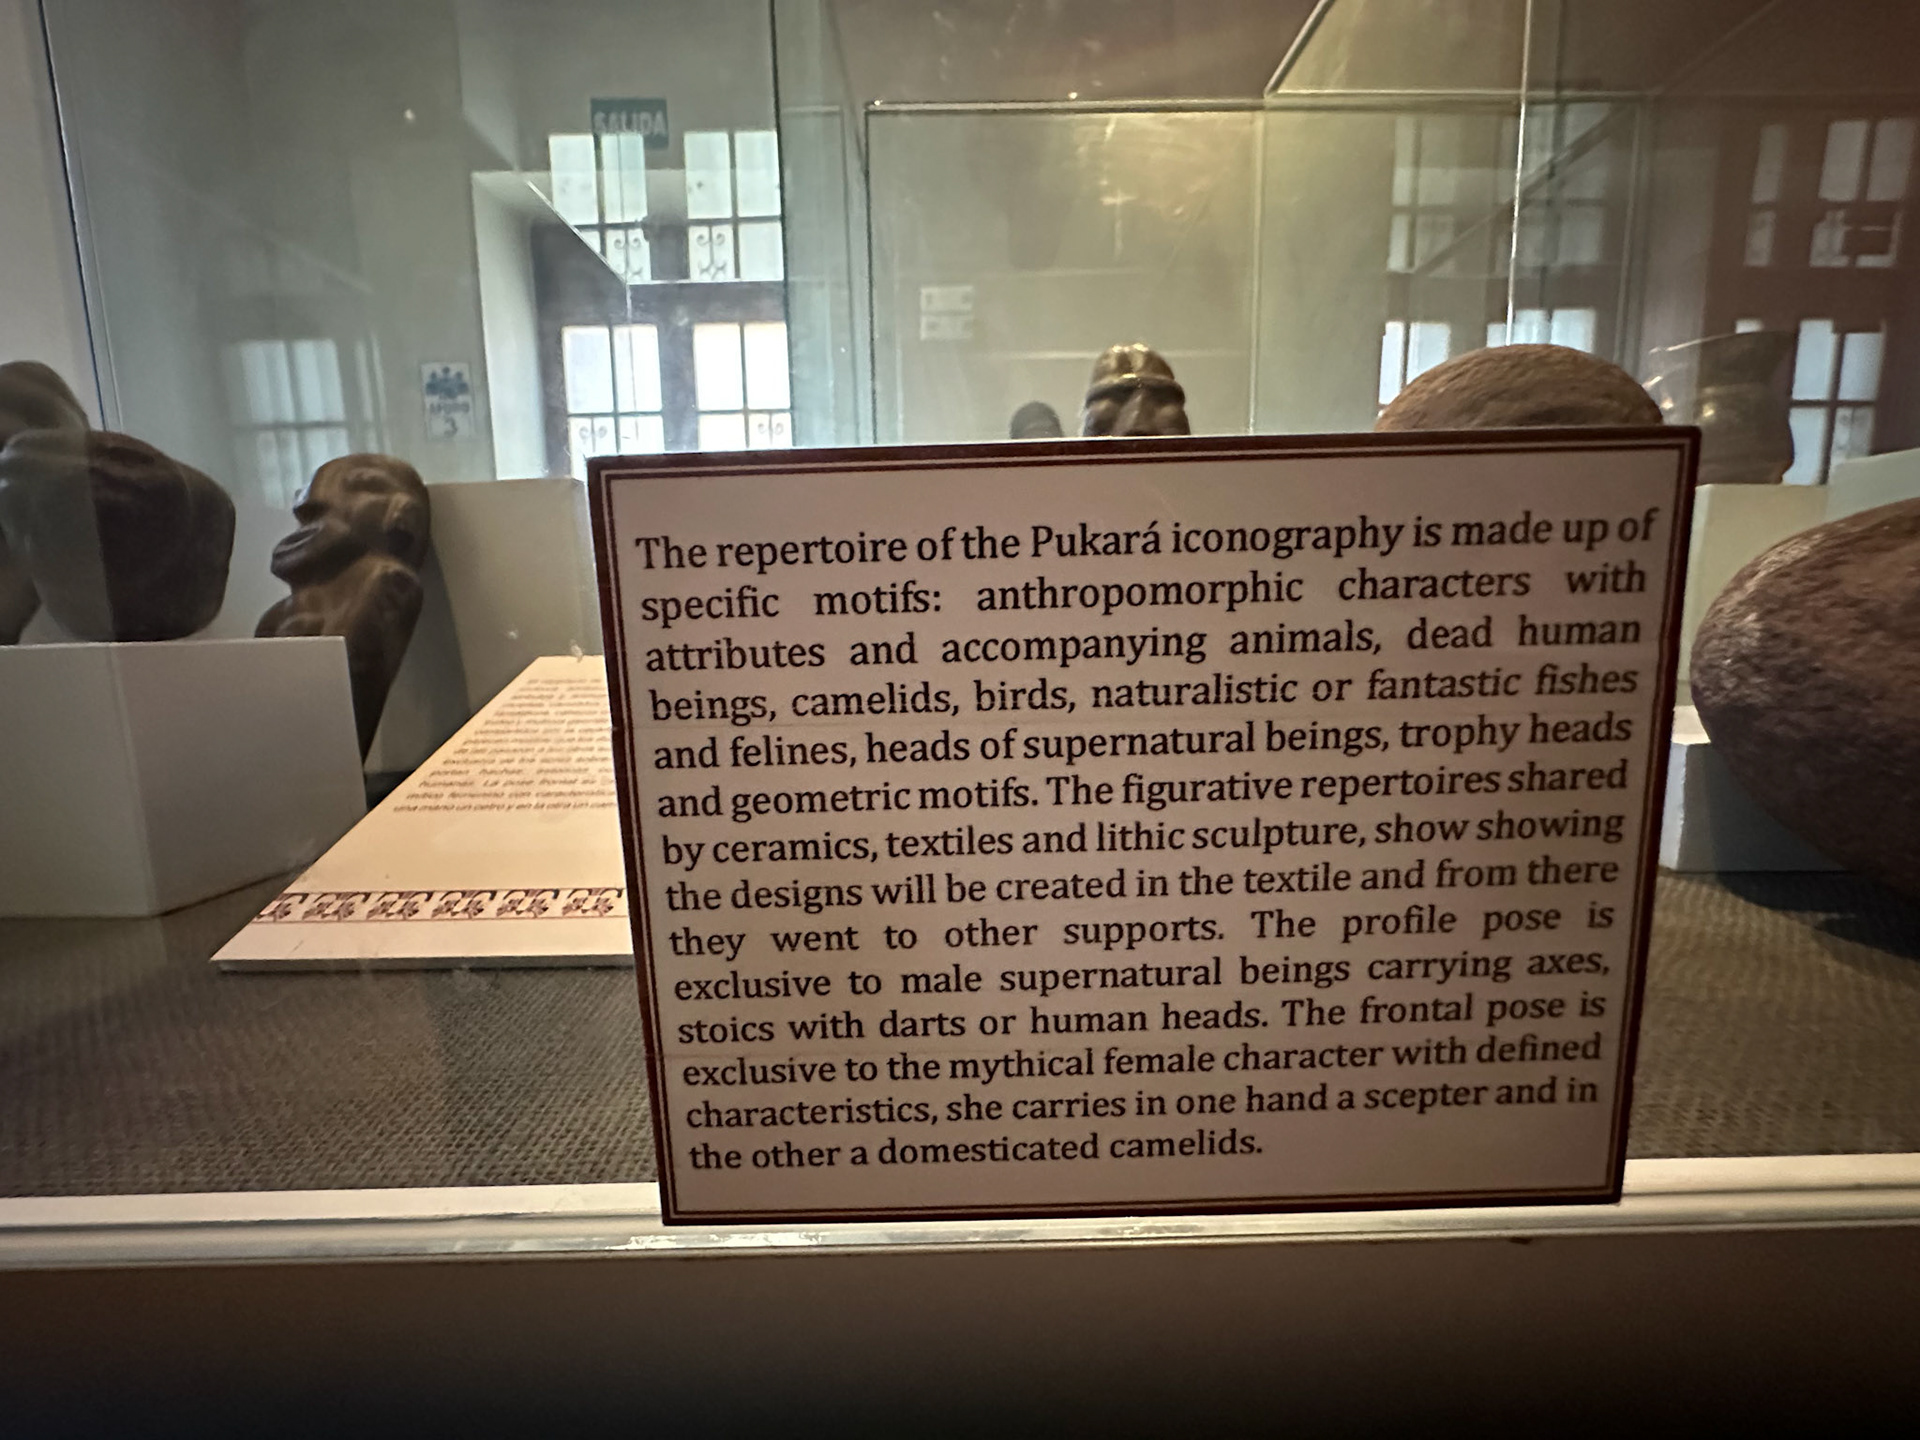 SALIDA
AFORO
3
The repertoire of the Pukará iconography is made up of
specific motifs: anthropomorphic characters with
attributes and accompanying animals, dead human
beings, camelids, birds, naturalistic or fantastic fishes
and felines, heads of supernatural beings, trophy heads
and geometric motifs. The figurative repertoires shared
by ceramics, textiles and lithic sculpture, show showing
the designs will be created in the textile and from there
they went to other supports. The profile pose is
exclusive to male supernatural beings carrying axes,
stoics with darts or human heads. The frontal pose is
exclusive to the mythical female character with defined
characteristics, she carries in one hand a scepter and in
the other a domesticated camelids.